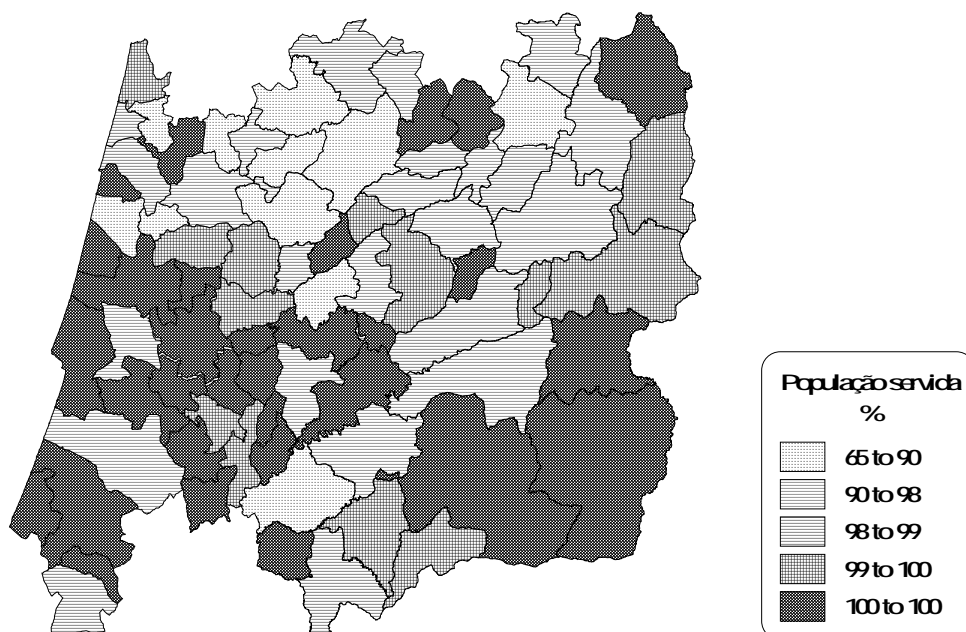 População servida
%
65 to 90
90 to 98
98 to 99
99 to 100
100 to 100